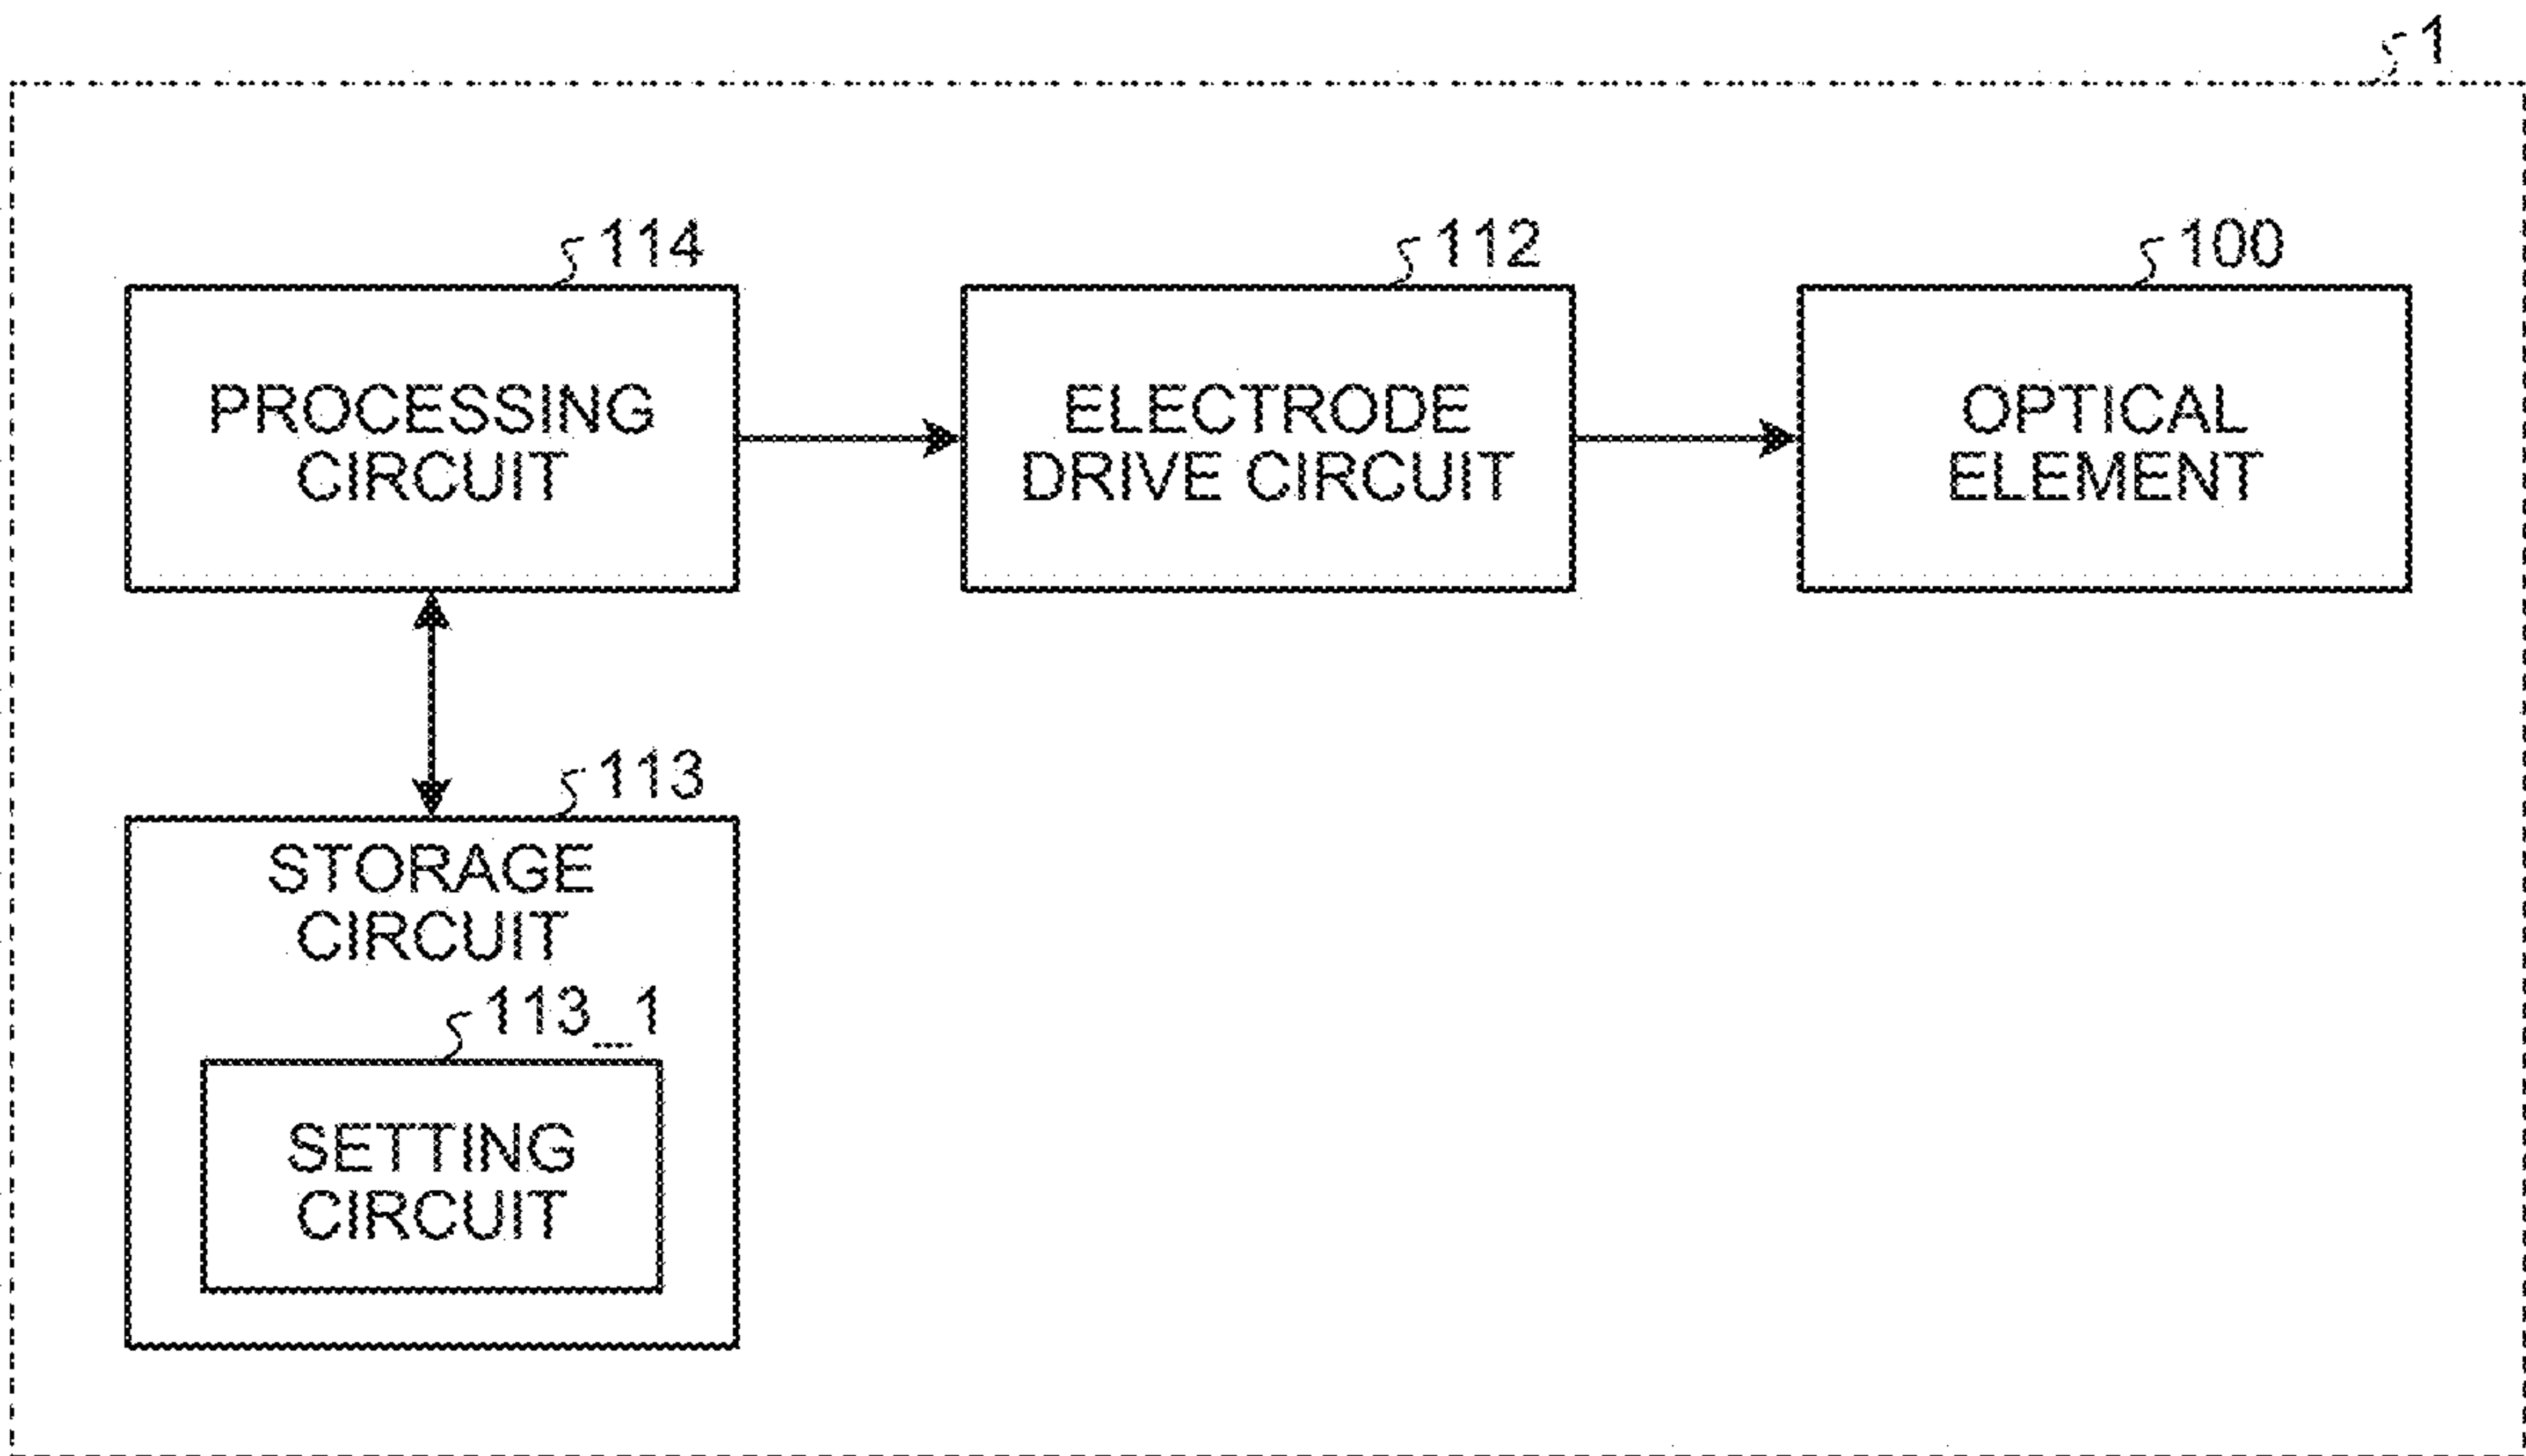 1
114
112
100
PROCESSING
CIRCUIT
ELECTRODE
DRIVE CIRCUIT
OPTICAL
ELEMENT
113
STORAGE
CIRCUIT
113_1
SETTING
CIRCUIT